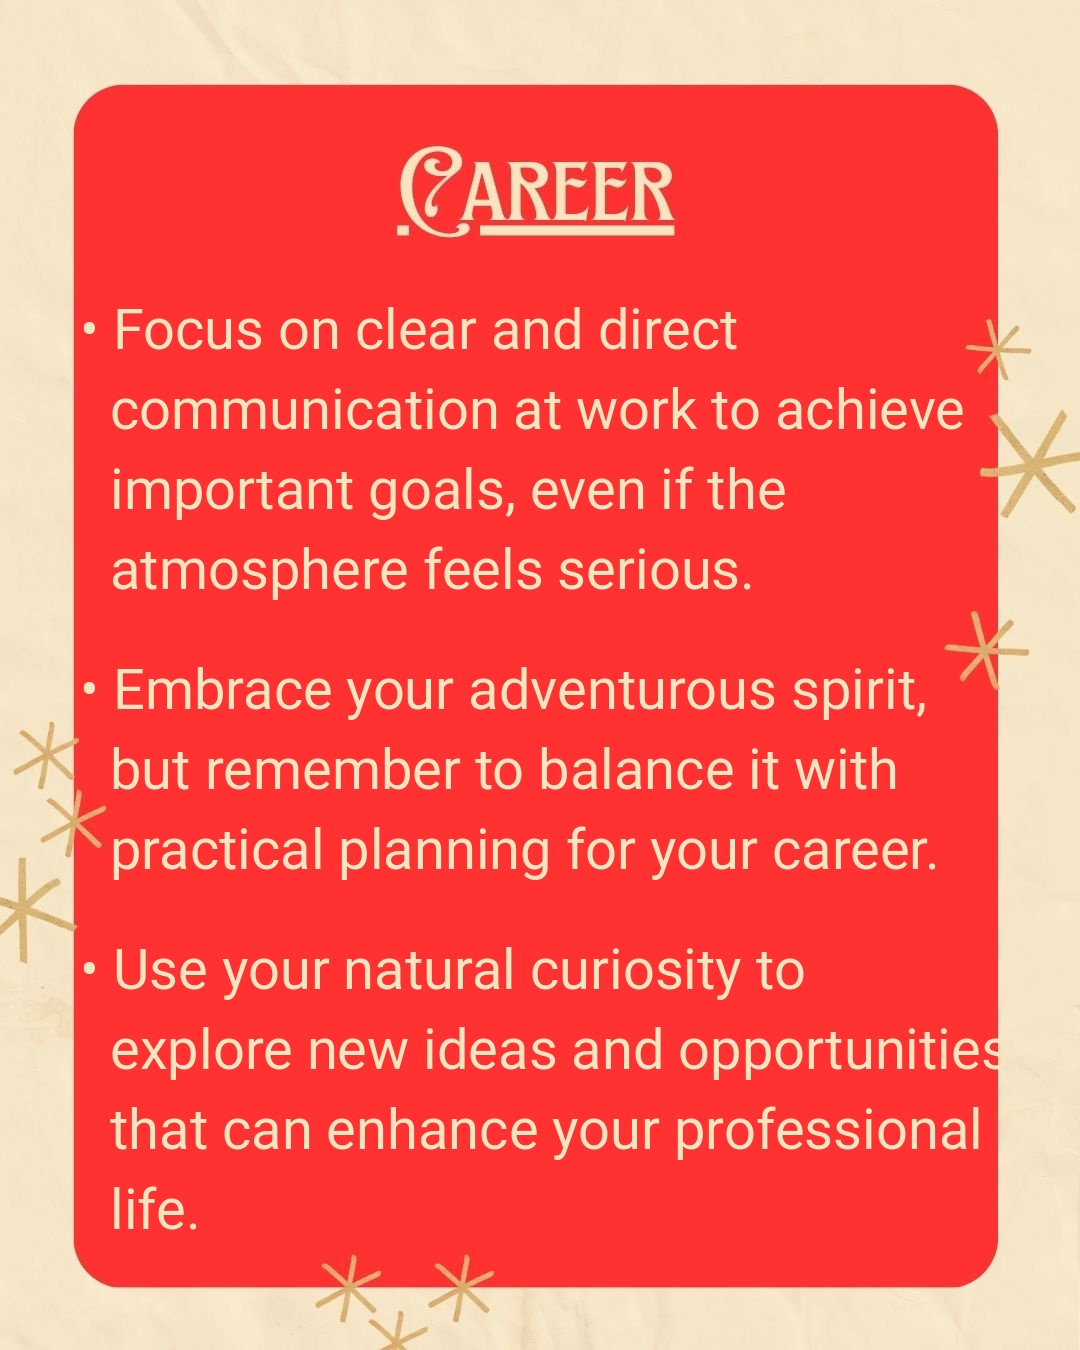 Career
• Focus on clear and direct
communication at work to achieve
important goals, even if the
atmosphere feels serious.
• Embrace your adventurous spirit,
but remember to balance it with
practical planning for your career.
• Use your natural curiosity to
explore new ideas and opportunities
that can enhance your professional
life.